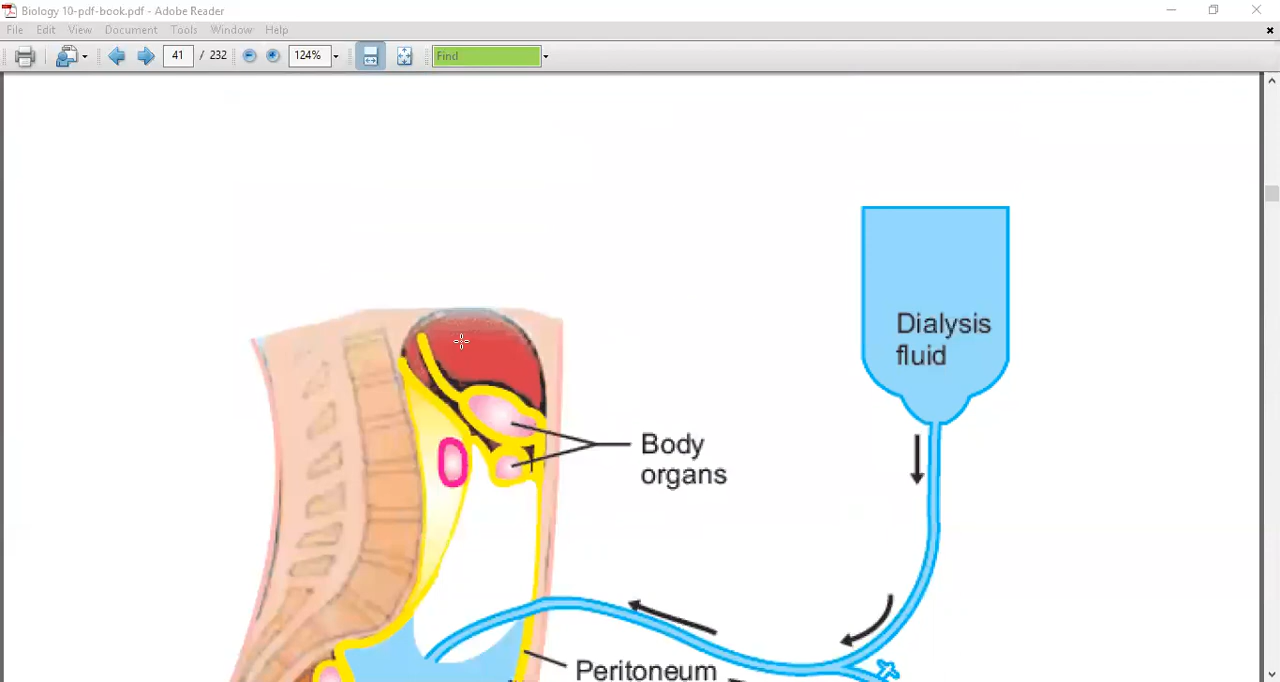 Biology 10-pdf-book.pdf - Adobe Reader
File Edit View Document Tools Window Help
41 / 232 124% Find
Dialysis
fluid
Body
organs
Peritoneum